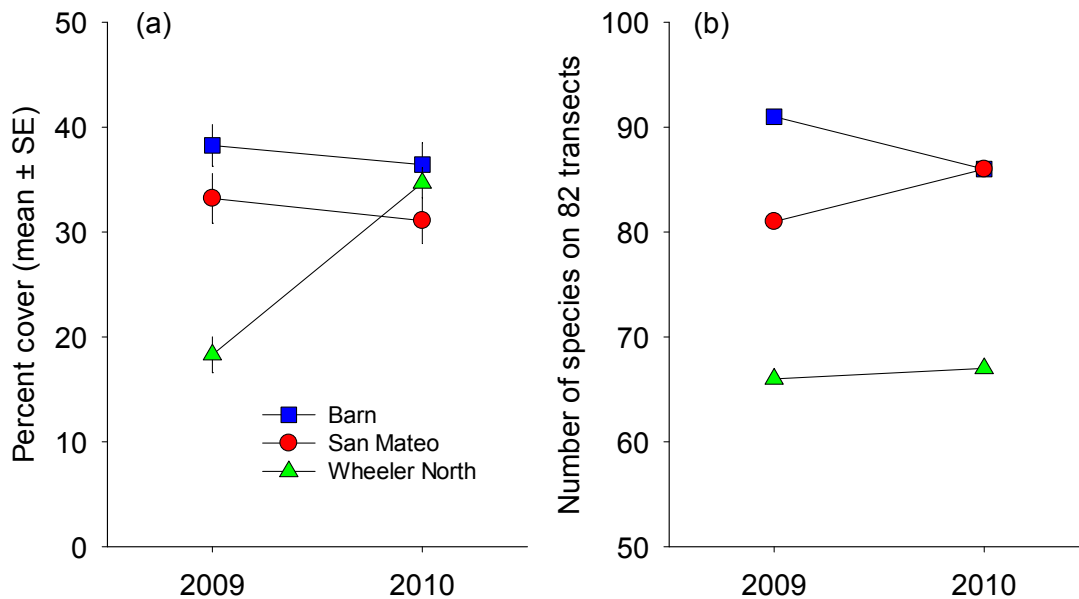 (a)
Percent cover (mean ± SE)
50
40
30
20
10
0
Barn
San Mateo
Wheeler North
2009 2010
(b)
Number of species on 82 transects
100
90
80
70
60
50
2009 2010